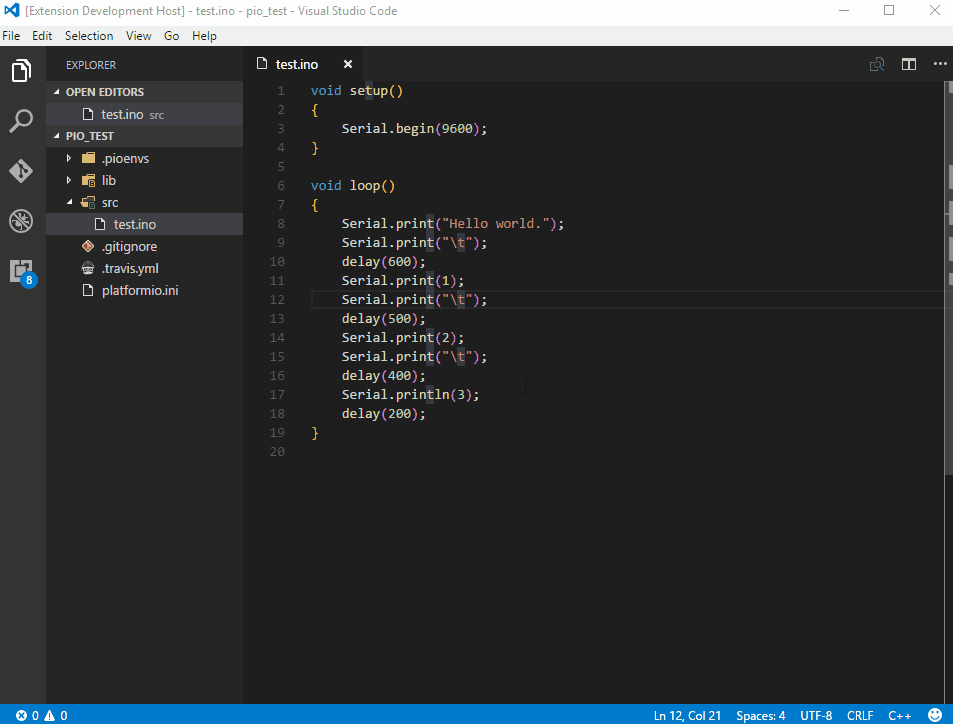 [Extension Development Host] - test.ino - pio_test - Visual Studio Code
File Edit Selection View Go Help
EXPLORER
OPEN EDITORS
test.ino src
PIO_TEST
.pioenvs
lib
src
test.ino
.gitignore
.travis.yml
platformio.ini
8
test.ino
1 void setup()
2 {
3     Serial.begin(9600);
4 }
5
6 void loop()
7 {
8     Serial.print("Hello world.");
9     Serial.print("\t");
10     delay(600);
11     Serial.print(1);
12     Serial.print("\t");
13     delay(500);
14     Serial.print(2);
15     Serial.print("\t");
16     delay(400);
17     Serial.println(3);
18     delay(200);
19 }
20
0 0 Ln 12, Col 21 Spaces: 4 UTF-8 CRLF C++